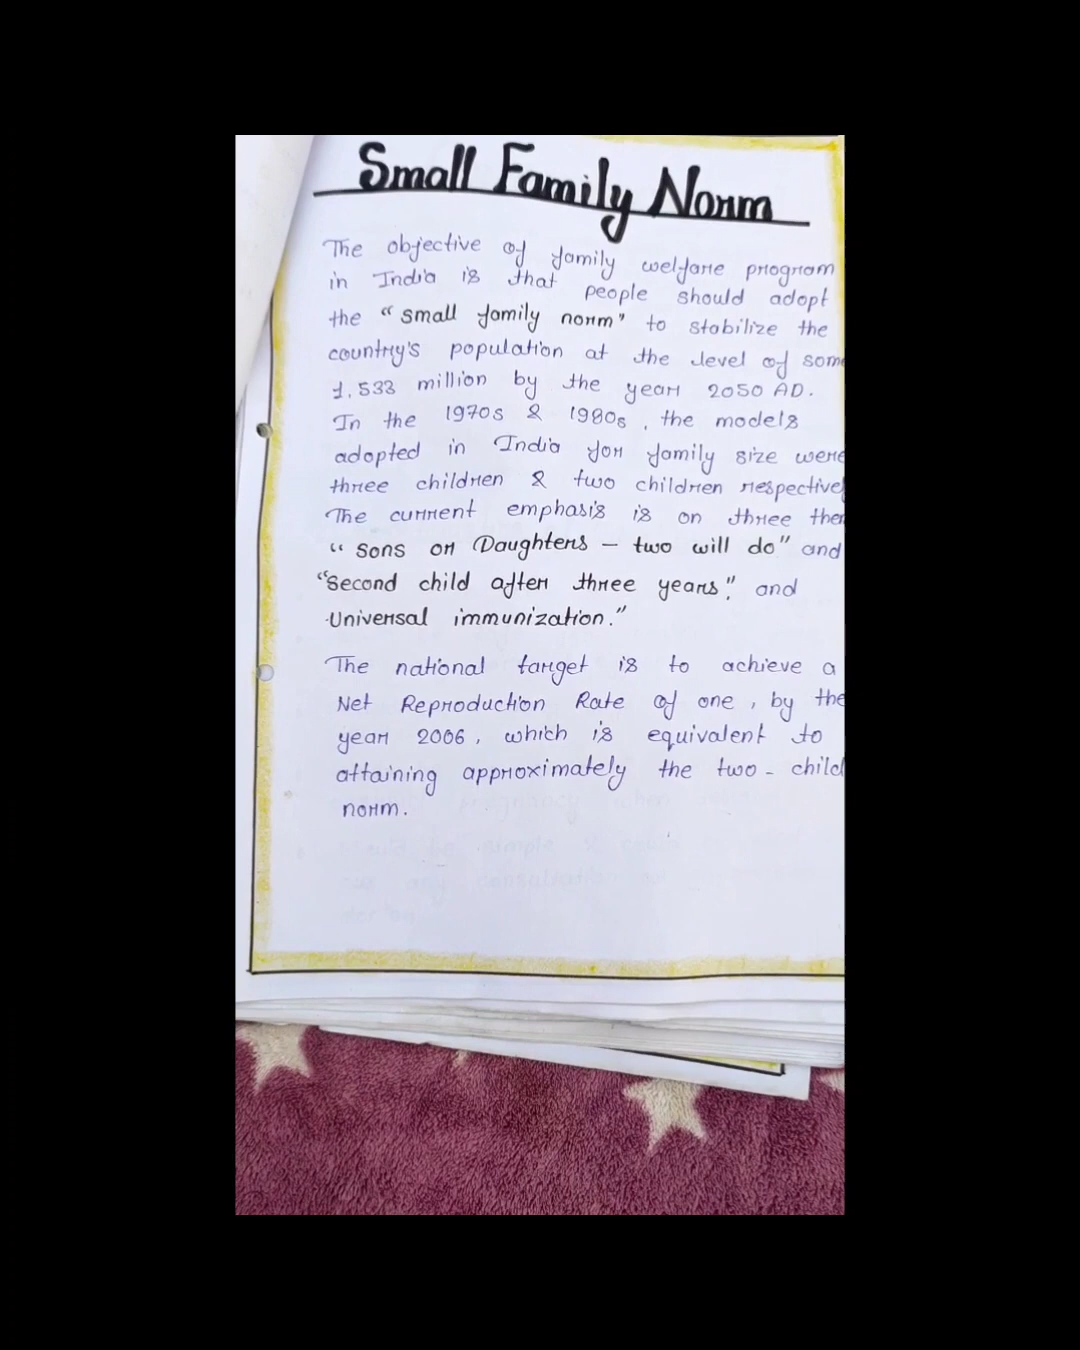 Small Family Norm
The objective of family welfare program
in India is that people should adopt
the "small family norm" to stabilize the
country's population at the level of some
1,533 million by the year 2050 AD.
In the 1970s & 1980s, the models
adopted in India for family size were
three children & two children respective
The current emphasis is on three
"Sons or Daughters - two will do" and
"Second child after three years", and
"Universal immunization."
The national target is to achieve a
Net Reproduction Rate of one, by the
year 2006, which is equivalent to
attaining approximately the two-child
norm.